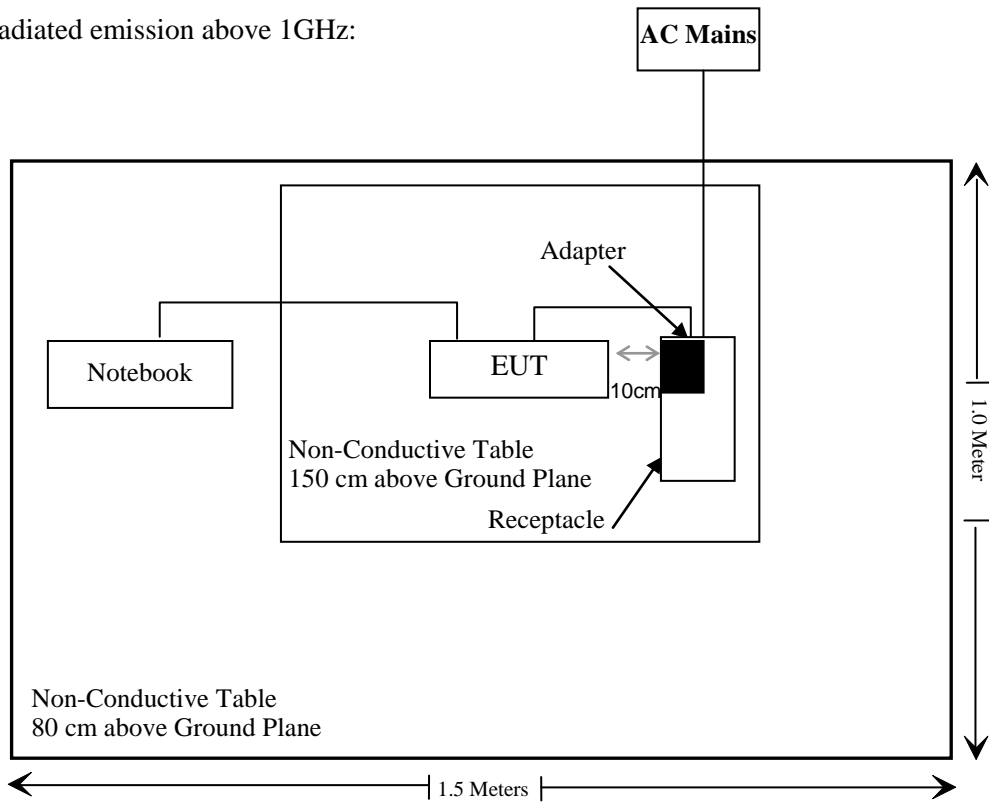 adiated emission above 1GHz:
AC Mains
Adapter
Notebook
EUT
10cm
Non-Conductive Table
150 cm above Ground Plane
Receptacle
1.0 Meter
Non-Conductive Table
80 cm above Ground Plane
1.5 Meters